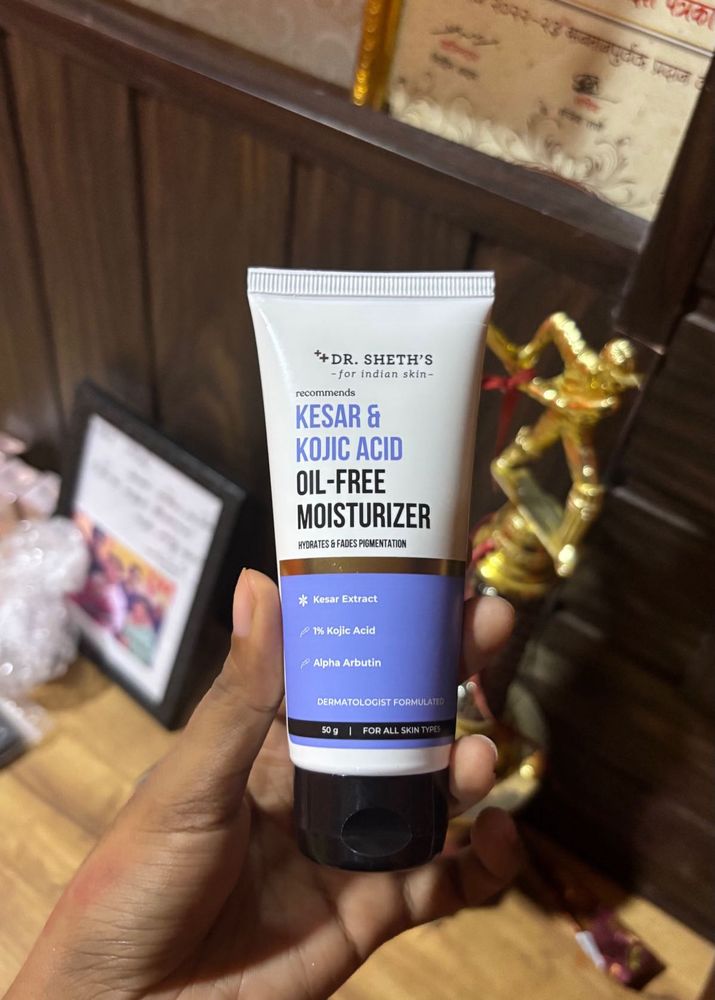 DR. SHETH'S
-for indian skin-
recommends
KESAR &
KOJIC ACID
OIL-FREE
MOISTURIZER
HYDRATES & FADES PIGMENTATION
Kesar Extract
1% Kojic Acid
Alpha Arbutin
DERMATOLOGIST FORMULATED
50 g | FOR ALL SKIN TYPES